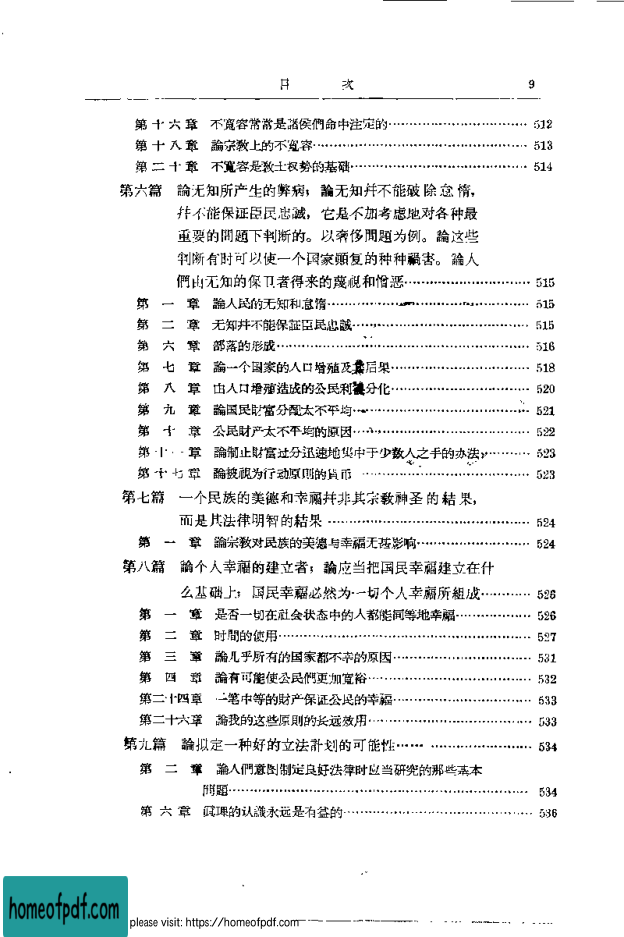 目 次 9
第十六章 不寬容常常是諸侯們命中注定的…………………………… 512
第十八章 論宗敎上的不寬容…………………………………………… 513
第二十章 不寬容是敎士权势的基础…………………………………… 514
第六篇 論无知所产生的弊病；論无知幷不能破除怠惰，
幷不能保証臣民忠誠，它是不加考虑地对各种最
重要的問題下判断的。以奢侈問題为例。論这些
判断有时可以使一个国家顚复的种种禍害。論人
們由无知的保卫者得来的蔑視和憎恶………………………… 515
第一章 論人民的无知和怠惰………………………………………… 515
第二章 无知幷不能保証臣民忠誠…………………………………… 515
第六章 部落的形成…………………………………………………… 516
第七章 論一个国家的人口增殖及其后果…………………………… 518
第八章 由人口增殖造成的公民利益分化…………………………… 520
第九章 論国民財富分配太不平均…………………………………… 521
第十章 公民財产太不平均的原因…………………………………… 522
第十一章 論制止財富过分迅速地集中于少数人之手的办法………… 523
第十七章 論被視为行动原則的貨币 ………………………………… 523
第七篇 一个民族的美德和幸福幷非其宗敎神圣的結果，
而是其法律明智的結果 ……………………………………… 524
第一章 論宗敎对民族的美德与幸福无甚影响……………………… 524
第八篇 論个人幸福的建立者；論应当把国民幸福建立在什
么基础上；国民幸福必然为一切个人幸福所組成………… 526
第一章 是否一切在社会状态中的人都能同等地幸福……………… 526
第二章 时間的使用…………………………………………………… 527
第三章 論几乎所有的国家都不幸的原因…………………………… 531
第四章 論有可能使公民們更加寬裕………………………………… 532
第二十四章 一笔中等的財产保証公民的幸福……………………… 533
第二十六章 論我的这些原則的长远效用…………………………… 533
第九篇 論拟定一种好的立法計划的可能性…… ………………… 534
第二章 論人們意图制定良好法律时应当研究的那些基本
問題…………………………………………………………… 534
第六章 眞理的认識永远是有益的…………………………………… 536
homeofpdf.com
please visit: https://homeofpdf.com